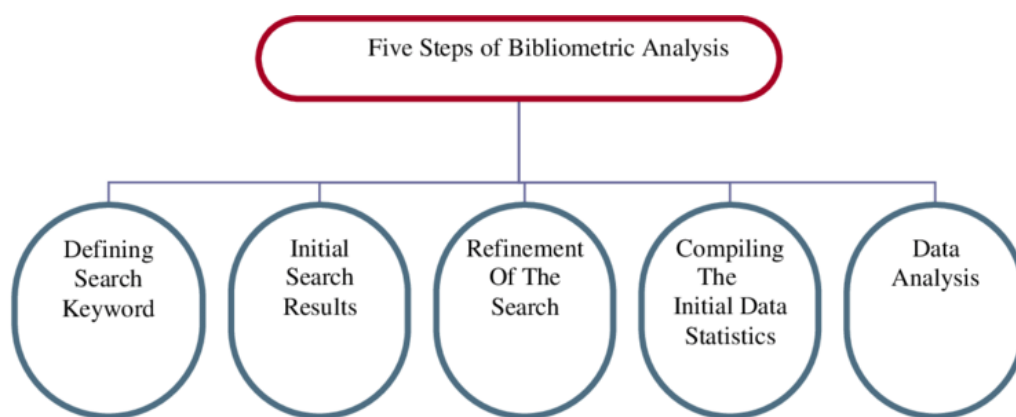 Five Steps of Bibliometric Analysis
Defining
Search
Keyword
Initial
Search
Results
Refinement
Of The
Search
Compiling
The
Initial Data
Statistics
Data
Analysis